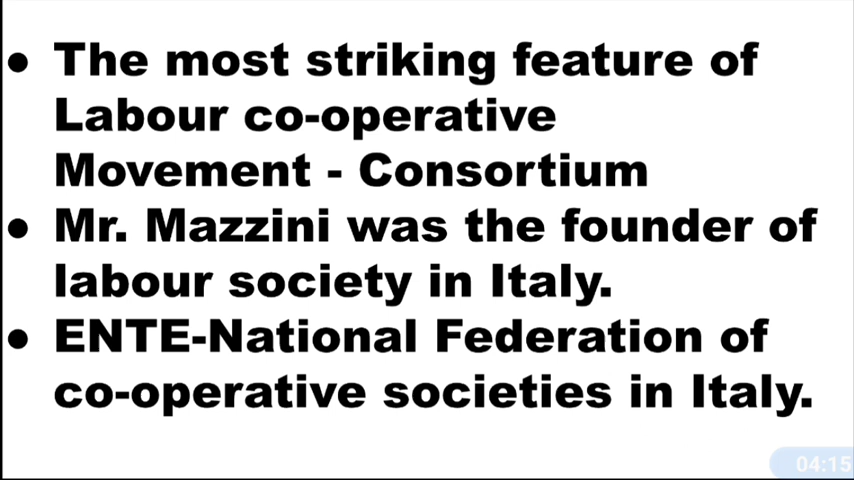 • The most striking feature of
Labour co-operative
Movement - Consortium
• Mr. Mazzini was the founder of
labour society in Italy.
• ENTE-National Federation of
co-operative societies in Italy.
04:15